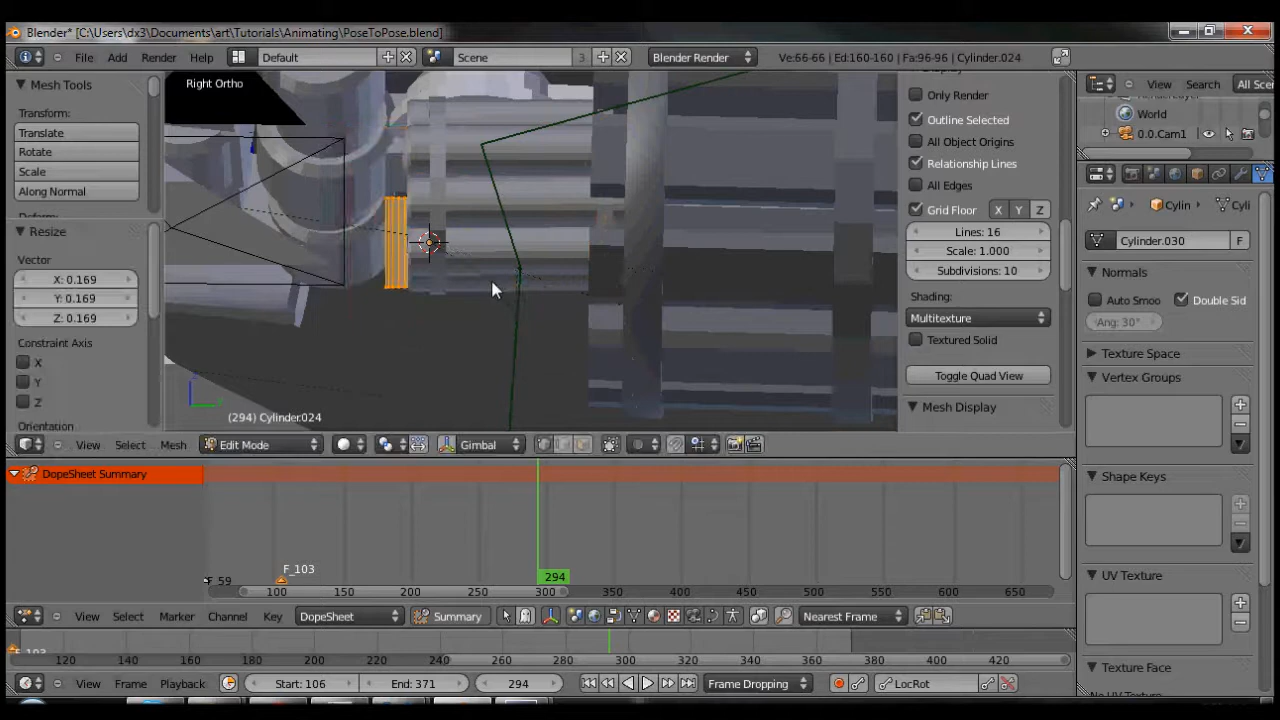 Blender* [C:\Users\dx3\Documents\art\Tutorials\Animating\PoseToPose.blend]
File Add Render Help Default Scene 3 Blender Render Ve:66-66 | Ed:160-160 | Fa:96-96 | Cylinder.024
Mesh Tools
Transform:
Translate
Rotate
Scale
Along Normal
Resize
Vector
X: 0.169
Y: 0.169
Z: 0.169
Constraint Axis
X
Y
Z
Orientation
Right Ortho
(294) Cylinder024
Only Render
Outline Selected
All Object Origins
Relationship Lines
All Edges
Grid Floor X Y Z
Lines: 16
Scale: 1.000
Subdivisions: 10
Shading:
Multitexture
Textured Solid
Toggle Quad View
Mesh Display
View Select Mesh Edit Mode Gimbal
View Search All Sce
World
0.0.Cam1
Cylin Cyli
Cylinder.030 F
Normals
Auto Smoo Double Sid
Ang: 30°
Texture Space
Vertex Groups
Shape Keys
UV Texture
Texture Face
DopeSheet Summary
F_59 F_103 294
100 150 200 250 300 350 400 450 500 550 600 650
View Select Marker Channel Key DopeSheet Summary Nearest Frame
F_103
120 140 160 180 200 220 240 260 280 300 320 340 360 380 400 420
View Frame Playback Start: 106 End: 371 294 Frame Dropping LocRot